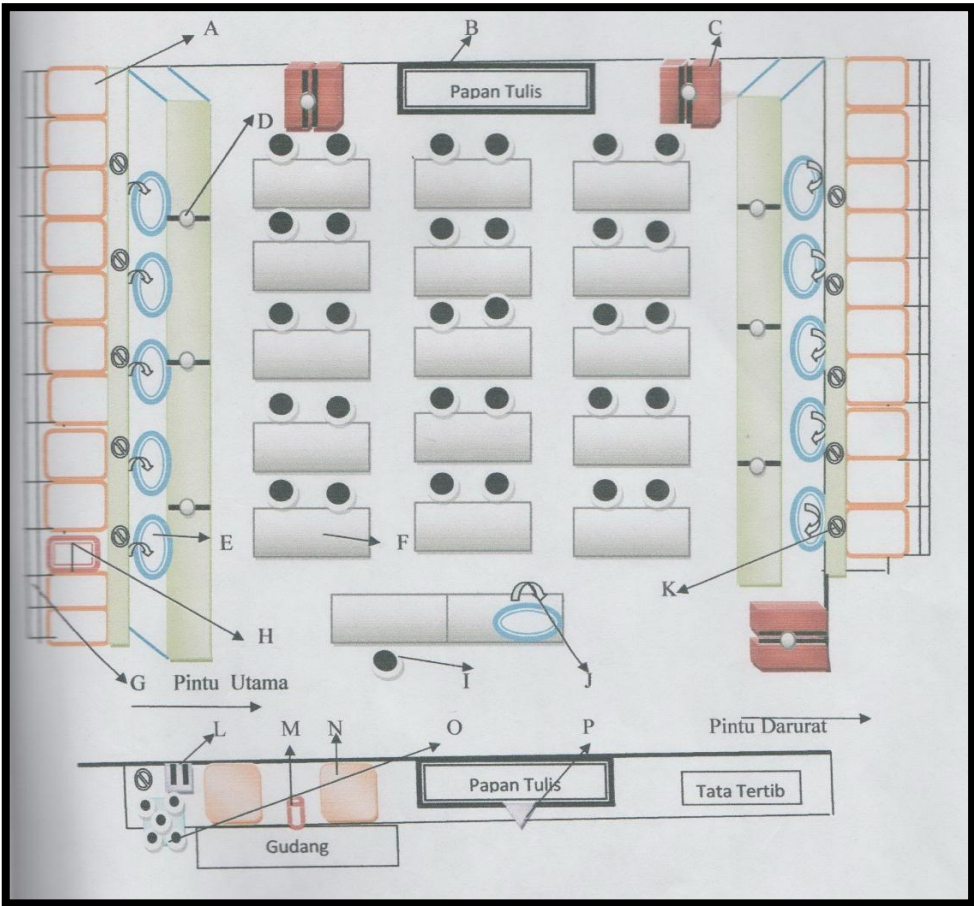 A
B
C
Papan Tulis
D
E
F
K
H
G Pintu Utama
I
J
Pintu Darurat
L
M
N
O
P
Papan Tulis
Tata Tertib
Gudang